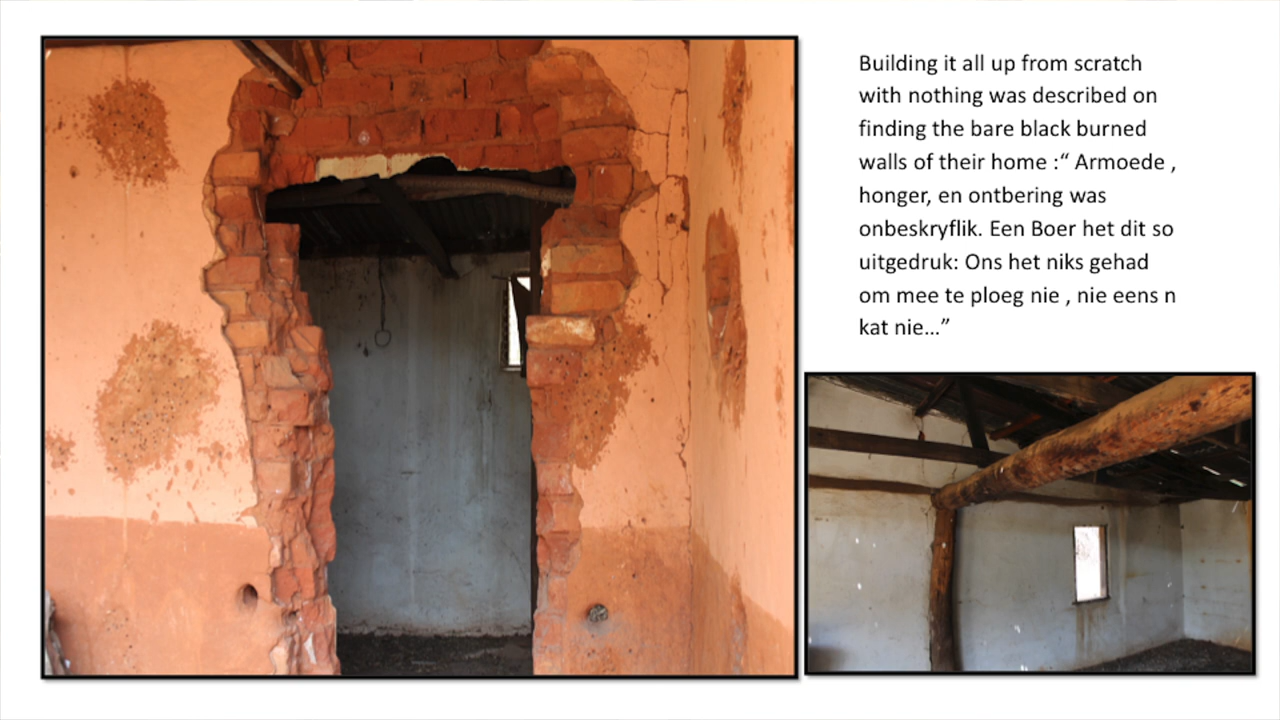 Building it all up from scratch
with nothing was described on
finding the bare black burned
walls of their home :“ Armoede ,
honger, en ontbering was
onbeskryflik. Een Boer het dit so
uitgedruk: Ons het niks gehad
om mee te ploeg nie , nie eens n
kat nie...”